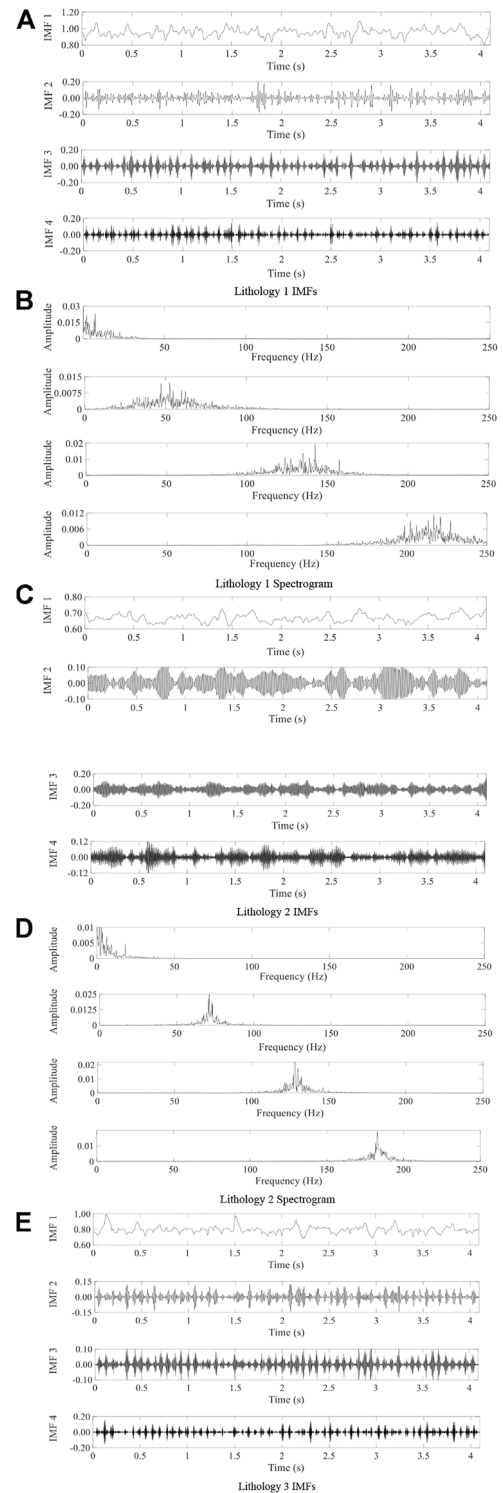 A
IMF 1
1.20
1.00
0.80
0 0.5 1 1.5 2 2.5 3 3.5 4
Time (s)
IMF 2
0.20
0.00
-0.20
0 0.5 1 1.5 2 2.5 3 3.5 4
Time (s)
IMF 3
0.20
0.00
-0.20
0 0.5 1 1.5 2 2.5 3 3.5 4
Time (s)
IMF 4
0.20
0.00
-0.20
0 0.5 1 1.5 2 2.5 3 3.5 4
Time (s)
Lithology 1 IMFs
B
Amplitude
0.03
0.015
0
50 100 150 200 250
Frequency (Hz)
Amplitude
0.015
0.0075
0
0 50 100 150 200 250
Frequency (Hz)
Amplitude
0.02
0.01
0
0 50 100 150 200 250
Frequency (Hz)
Amplitude
0.012
0.006
0
0 50 100 150 200 250
Frequency (Hz)
Lithology 1 Spectrogram
C
IMF 1
0.80
0.70
0.60
0 0.5 1 1.5 2 2.5 3 3.5 4
Time (s)
IMF 2
0.10
0.00
-0.10
0 0.5 1 1.5 2 2.5 3 3.5 4
Time (s)
IMF 3
0.20
0.00
-0.20
0 0.5 1 1.5 2 2.5 3 3.5 4
Time (s)
IMF 4
0.12
0.00
-0.12
0 0.5 1 1.5 2 2.5 3 3.5 4
Time (s)
Lithology 2 IMFs
D
Amplitude
0.01
0.005
0
0 50 100 150 200 250
Frequency (Hz)
Amplitude
0.025
0.0125
0
0 50 100 150 200 250
Frequency (Hz)
Amplitude
0.02
0.01
0
0 50 100 150 200 250
Frequency (Hz)
Amplitude
0.01
0
0 50 100 150 200 250
Frequency (Hz)
Lithology 2 Spectrogram
E
IMF 1
1.00
0.80
0.60
0 0.5 1 1.5 2 2.5 3 3.5 4
Time (s)
IMF 2
0.15
0.00
-0.15
0 0.5 1 1.5 2 2.5 3 3.5 4
Time (s)
IMF 3
0.10
0.00
-0.10
0 0.5 1 1.5 2 2.5 3 3.5 4
Time (s)
IMF 4
0.20
0.00
-0.20
0 0.5 1 1.5 2 2.5 3 3.5 4
Time (s)
Lithology 3 IMFs